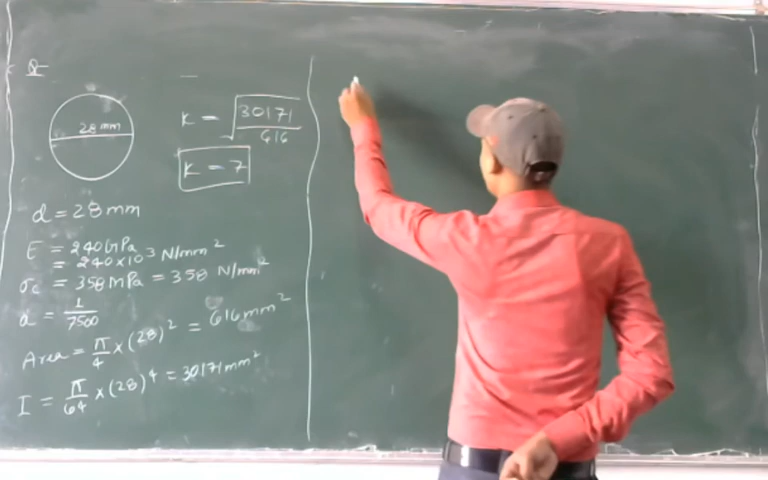 Q
28 mm
K = √30171/616
K = 7
d = 28 mm
E = 240 GPa
= 240 × 10³ N/mm²
σc = 358 MPa = 358 N/mm²
a = 1/7500
Area = π/4 × (28)² = 616 mm²
I = π/64 × (28)⁴ = 30171 mm²